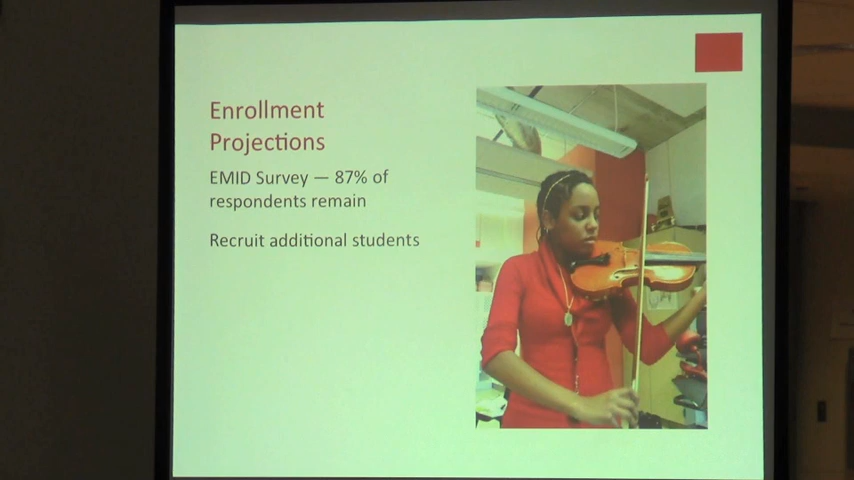 Enrollment
Projections
EMID Survey — 87% of
respondents remain
Recruit additional students